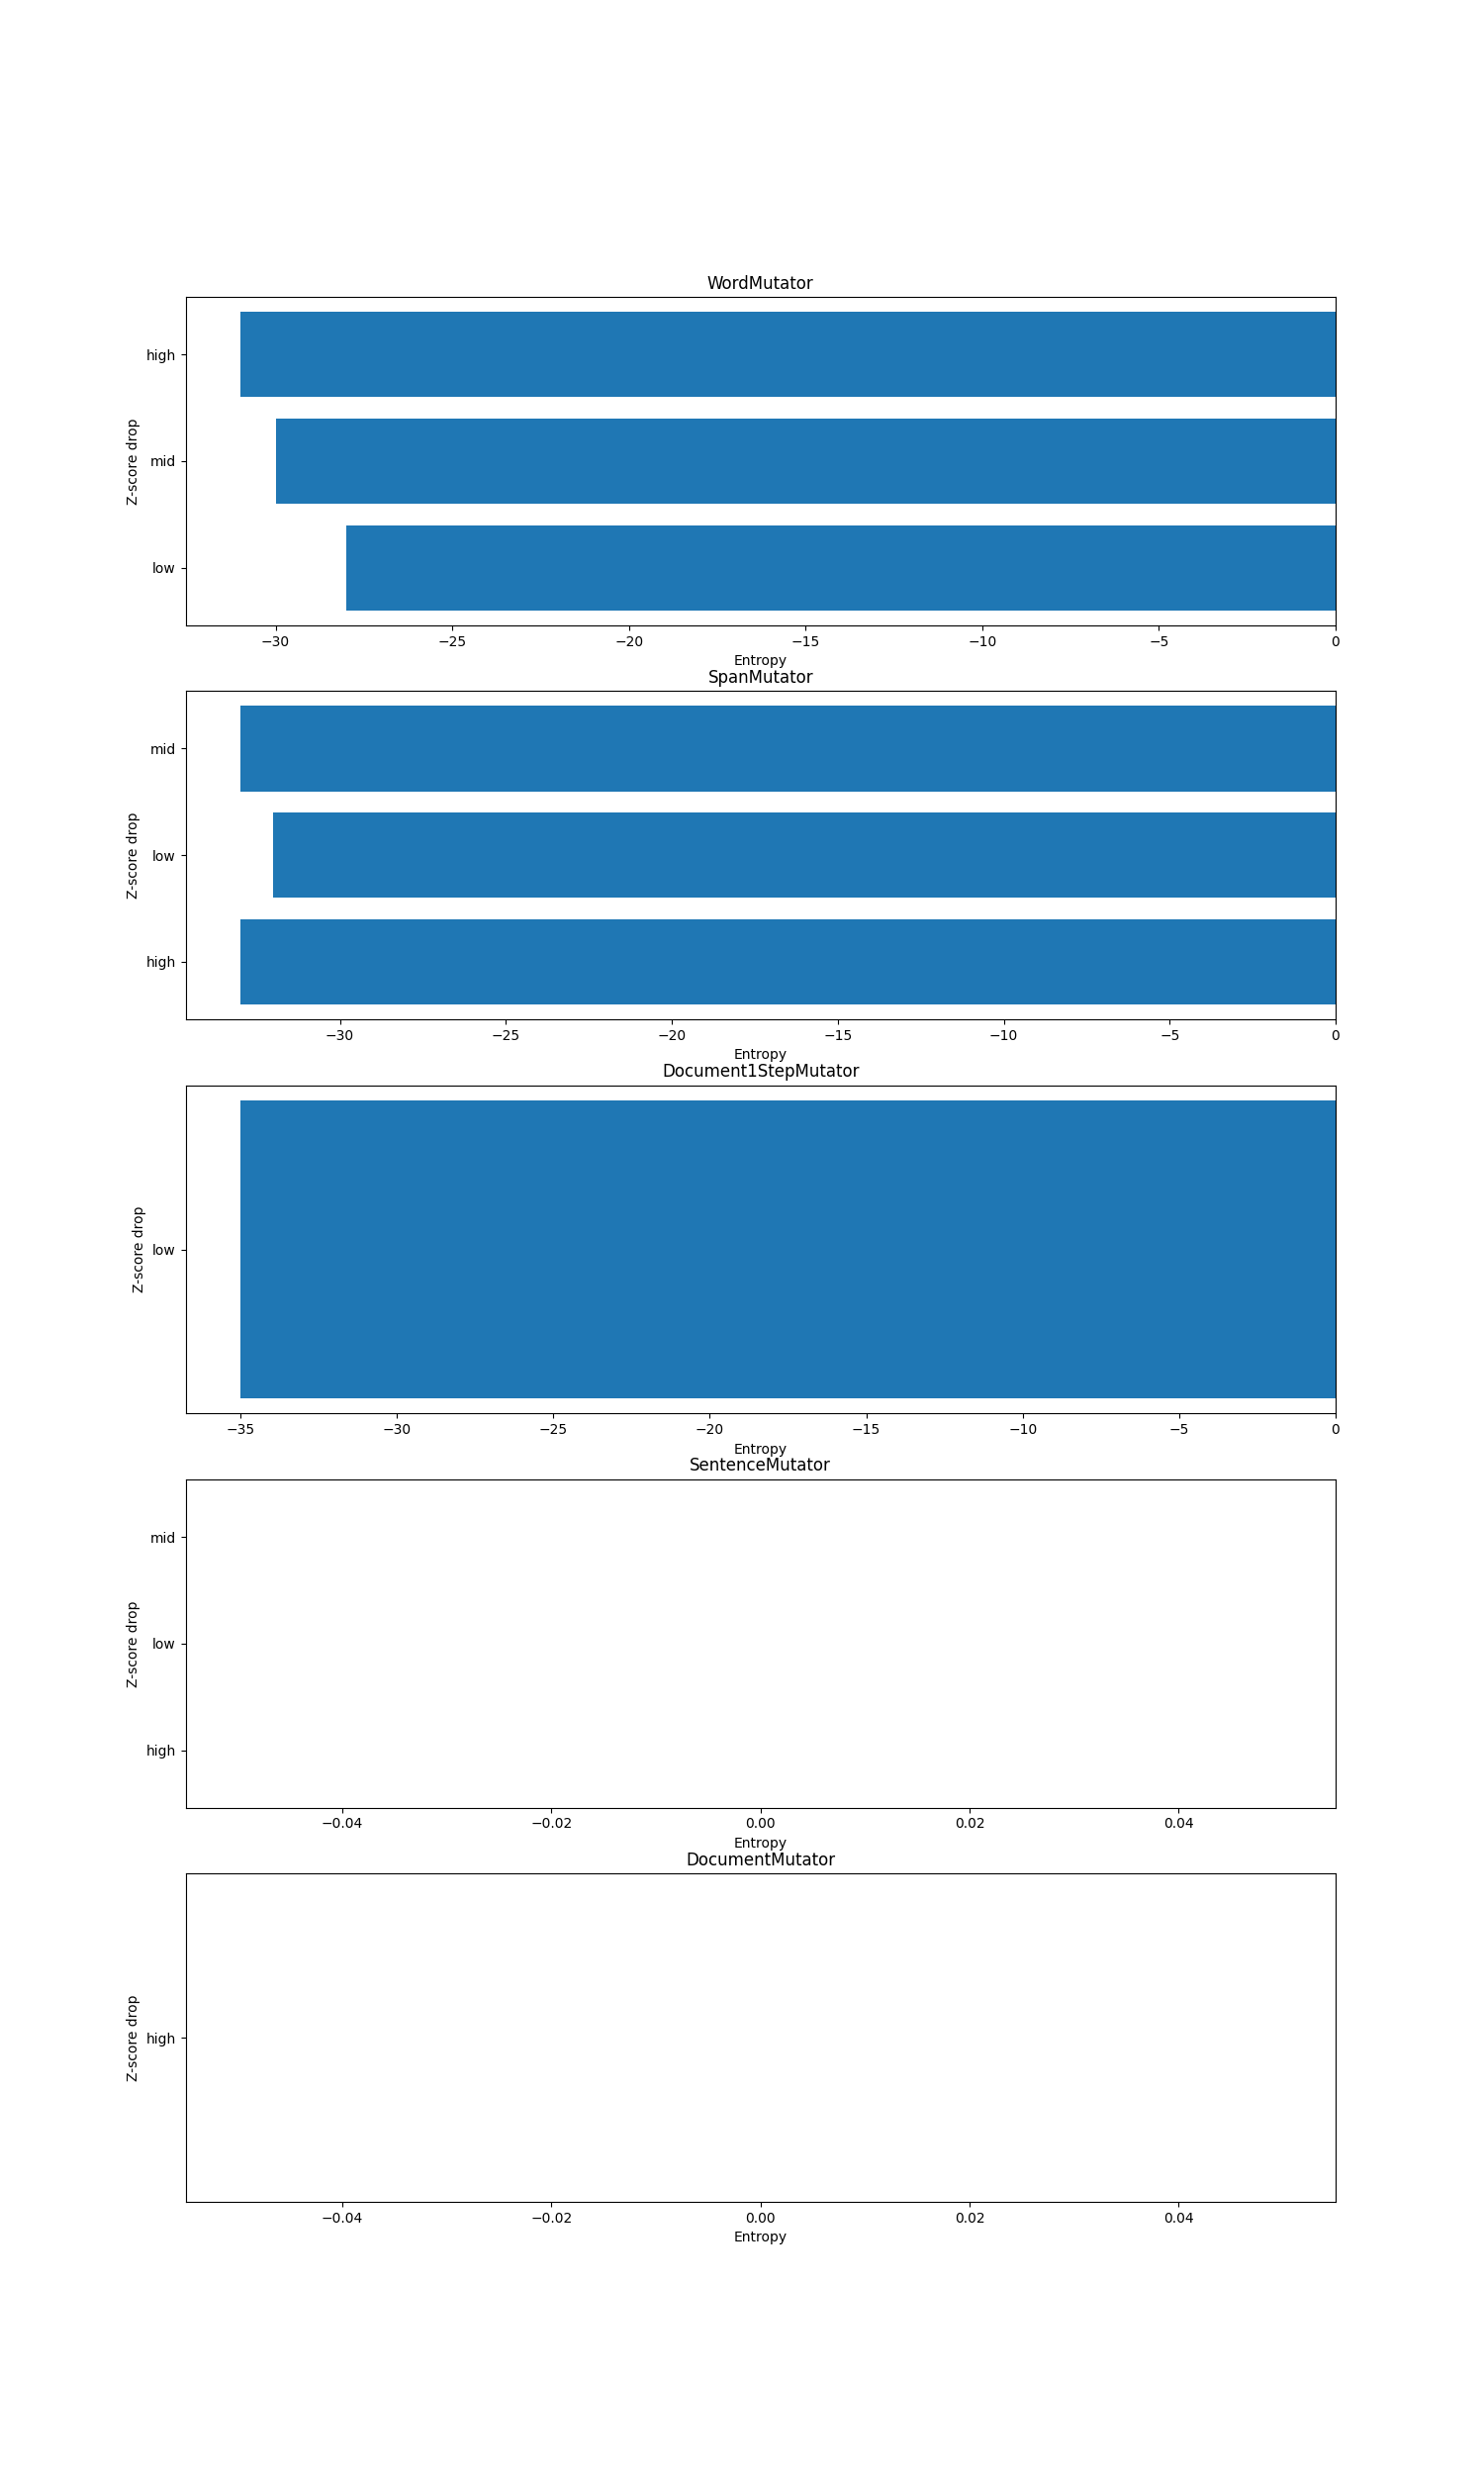 WordMutator
high
mid
low
Z-score drop
−30 −25 −20 −15 −10 −5 0
Entropy
SpanMutator
mid
low
high
Z-score drop
−30 −25 −20 −15 −10 −5 0
Entropy
Document1StepMutator
low
Z-score drop
−35 −30 −25 −20 −15 −10 −5 0
Entropy
SentenceMutator
mid
low
high
Z-score drop
−0.04 −0.02 0.00 0.02 0.04
Entropy
DocumentMutator
high
Z-score drop
−0.04 −0.02 0.00 0.02 0.04
Entropy